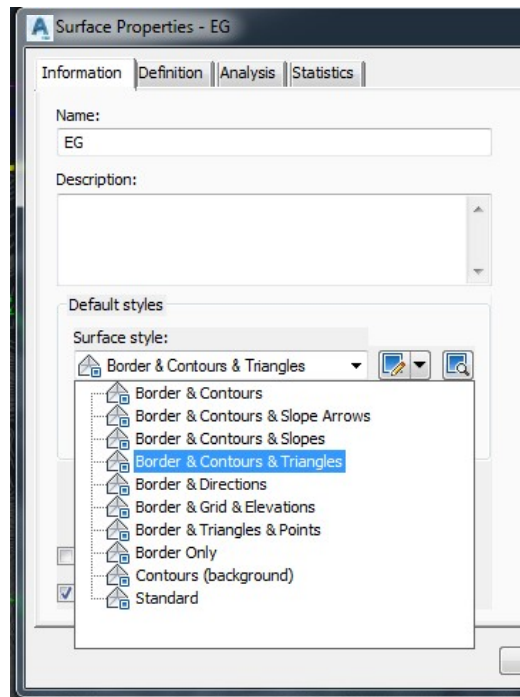 Surface Properties - EG
Information Definition Analysis Statistics
Name:
EG
Description:
Default styles
Surface style:
Border & Contours & Triangles
Border & Contours
Border & Contours & Slope Arrows
Border & Contours & Slopes
Border & Contours & Triangles
Border & Directions
Border & Grid & Elevations
Border & Triangles & Points
Border Only
Contours (background)
Standard